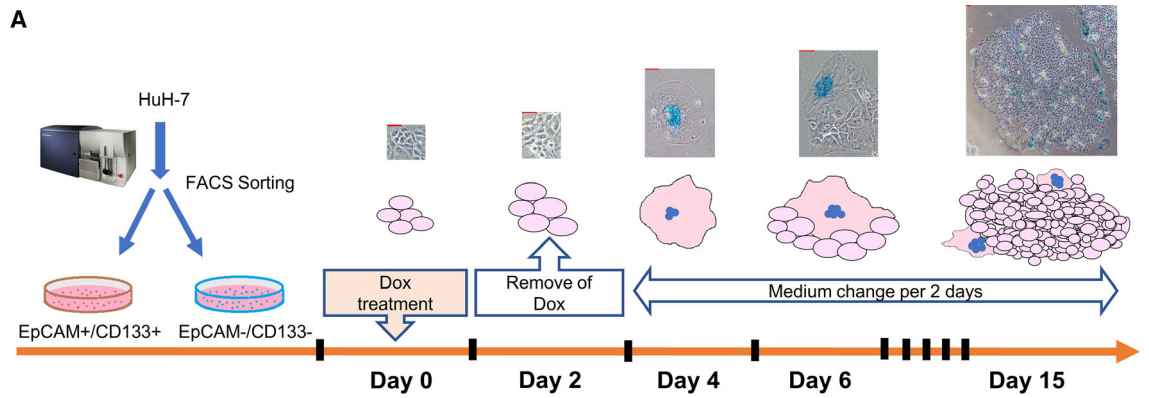 A
HuH-7
FACS Sorting
EpCAM+/CD133+
EpCAM-/CD133-
Dox
treatment
Remove of
Dox
Medium change per 2 days
Day 0
Day 2
Day 4
Day 6
Day 15